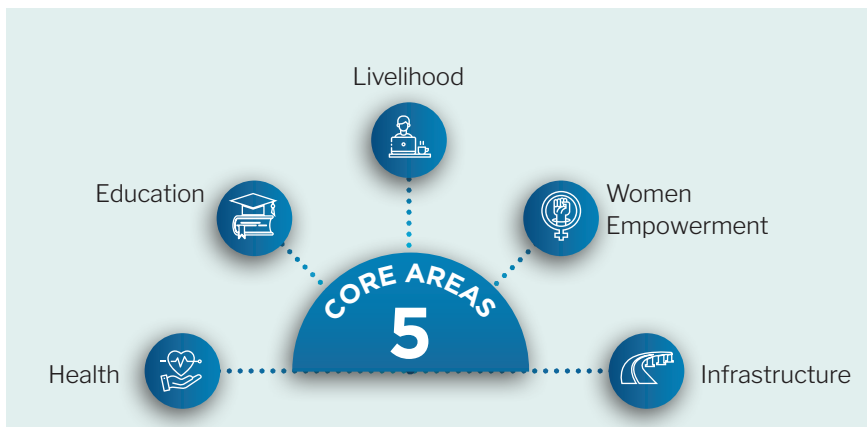 Livelihood
Education
Women
Empowerment
CORE AREAS
5
Health
Infrastructure